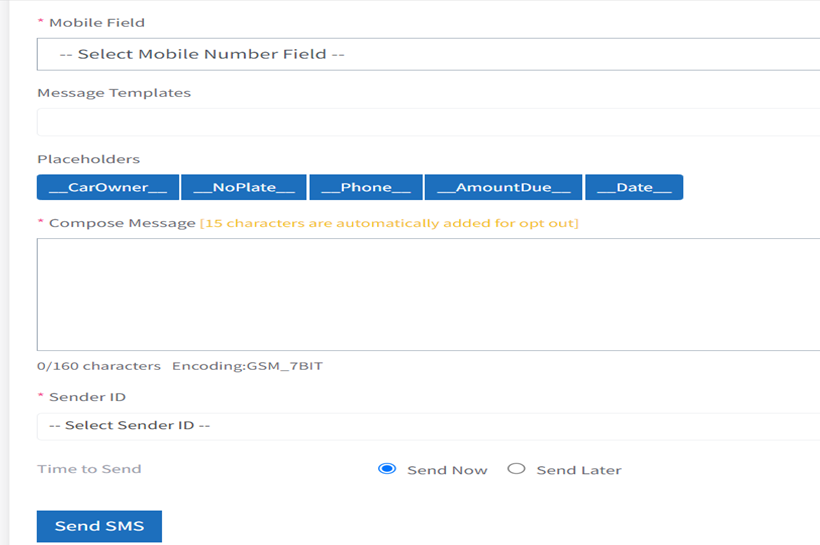 * Mobile Field
-- Select Mobile Number Field --
Message Templates
Placeholders
__CarOwner__ __NoPlate__ __Phone__ __AmountDue__ __Date__
* Compose Message [15 characters are automatically added for opt out]
0/160 characters Encoding:GSM_7BIT
* Sender ID
-- Select Sender ID --
Time to Send Send Now Send Later
Send SMS